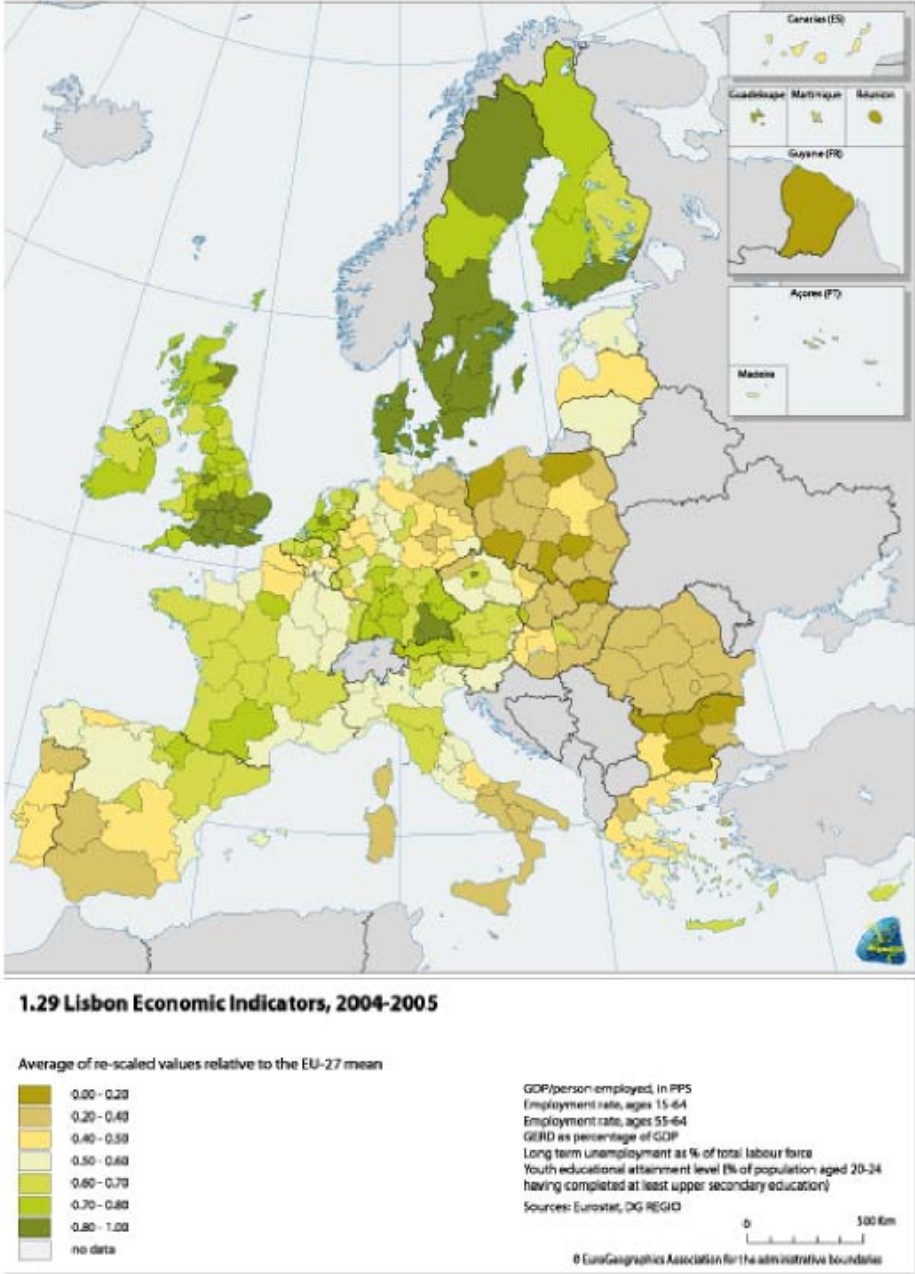 Canarias (ES)
Guadeloupe Martinique Réunion
Guyane (FR)
Açores (PT)
Madeira
1.29 Lisbon Economic Indicators, 2004-2005
Average of re-scaled values relative to the EU-27 mean
0.00 - 0.20
0.20 - 0.40
0.40 - 0.50
0.50 - 0.60
0.60 - 0.70
0.70 - 0.80
0.80 - 1.00
no data
GDP/person employed, in PPS
Employment rate, ages 15-64
Employment rate, ages 55-64
GERD as percentage of GDP
Long term unemployment as % of total labour force
Youth educational attainment level (% of population aged 20-24
having completed at least upper secondary education)
Sources: Eurostat, DG REGIO
0 500 Km
© EuroGeographics Association for the administrative boundaries